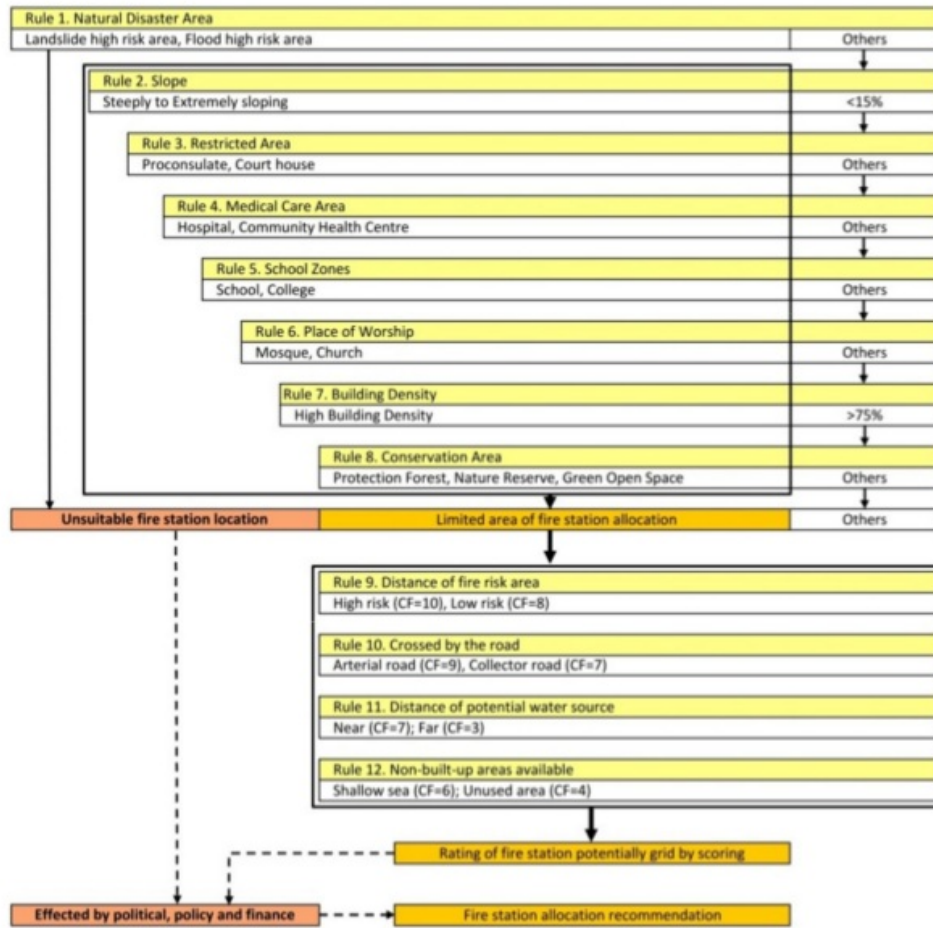 Rule 1. Natural Disaster Area
Landslide high risk area, Flood high risk area
Others
Rule 2. Slope
Steeply to Extremely sloping
<15%
Rule 3. Restricted Area
Proconsulate, Court house
Others
Rule 4. Medical Care Area
Hospital, Community Health Centre
Others
Rule 5. School Zones
School, College
Others
Rule 6. Place of Worship
Mosque, Church
Others
Rule 7. Building Density
High Building Density
>75%
Rule 8. Conservation Area
Protection Forest, Nature Reserve, Green Open Space
Others
Unsuitable fire station location
Limited area of fire station allocation
Others
Rule 9. Distance of fire risk area
High risk (CF=10), Low risk (CF=8)
Rule 10. Crossed by the road
Arterial road (CF=9), Collector road (CF=7)
Rule 11. Distance of potential water source
Near (CF=7); Far (CF=3)
Rule 12. Non-built-up areas available
Shallow sea (CF=6); Unused area (CF=4)
Rating of fire station potentially grid by scoring
Effected by political, policy and finance
Fire station allocation recommendation